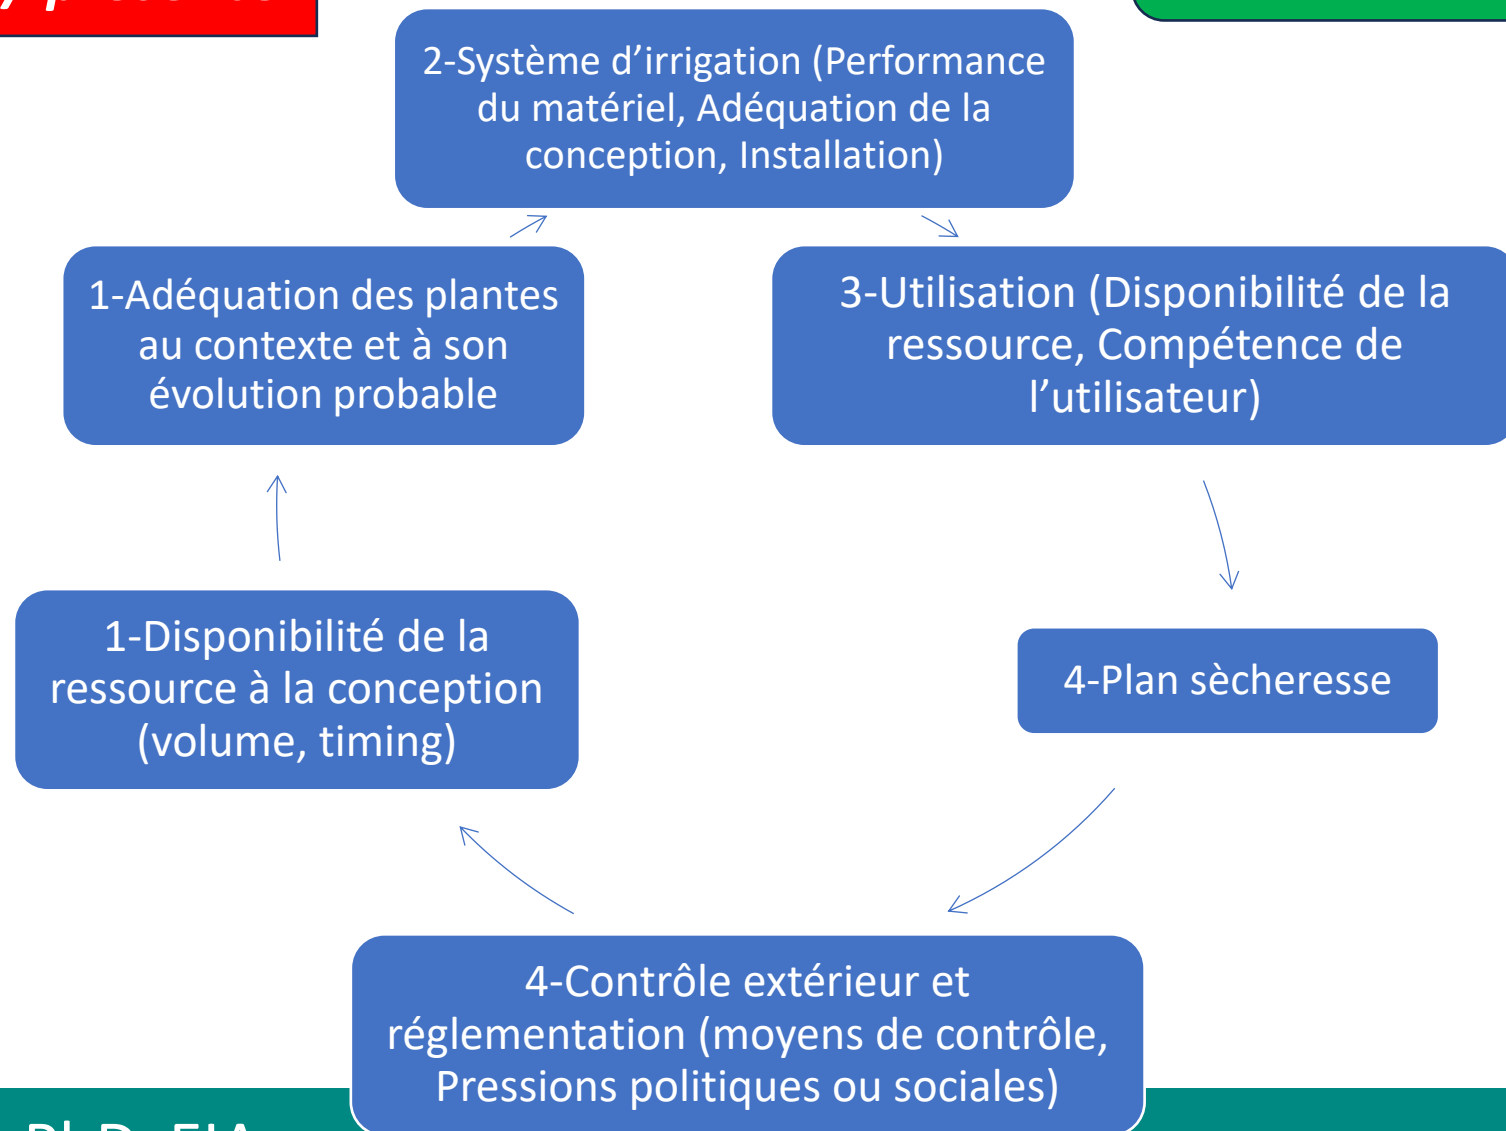 2-Système d'irrigation (Performance
du matériel, Adéquation de la
conception, Installation)
1-Adéquation des plantes
au contexte et à son
évolution probable
3-Utilisation (Disponibilité de la
ressource, Compétence de
l'utilisateur)
1-Disponibilité de la
ressource à la conception
(volume, timing)
4-Plan sècheresse
4-Contrôle extérieur et
réglementation (moyens de contrôle,
Pressions politiques ou sociales)